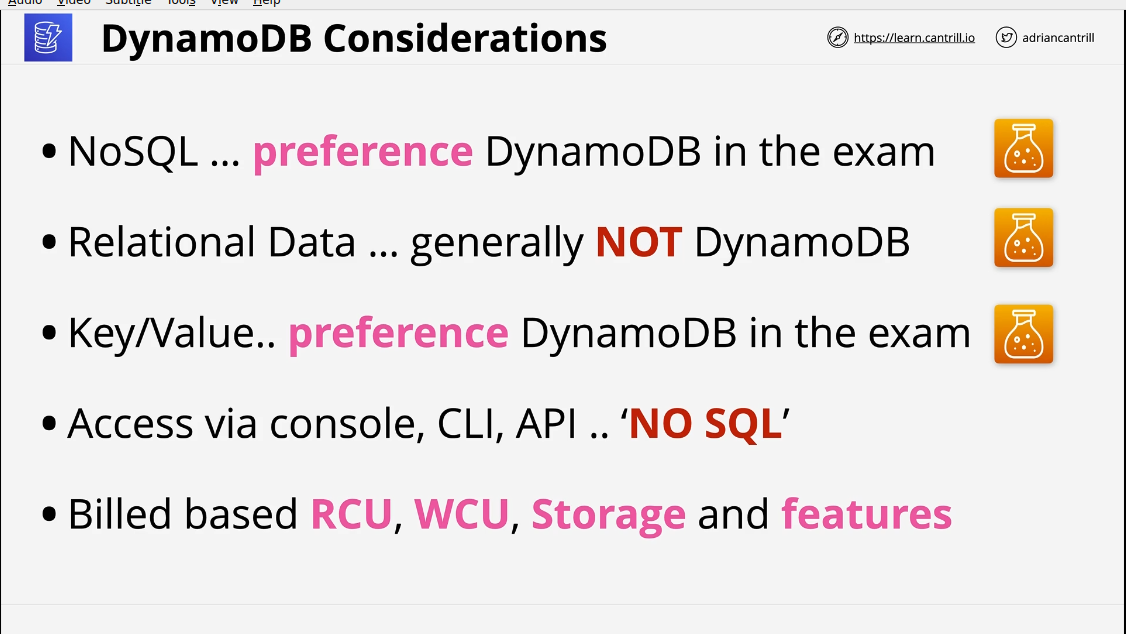 Audio Video Subtitle Tools View Help
DynamoDB Considerations
https://learn.cantrill.io
adriancantrill
• NoSQL ... preference DynamoDB in the exam
• Relational Data ... generally NOT DynamoDB
• Key/Value.. preference DynamoDB in the exam
• Access via console, CLI, API .. ‘NO SQL’
• Billed based RCU, WCU, Storage and features